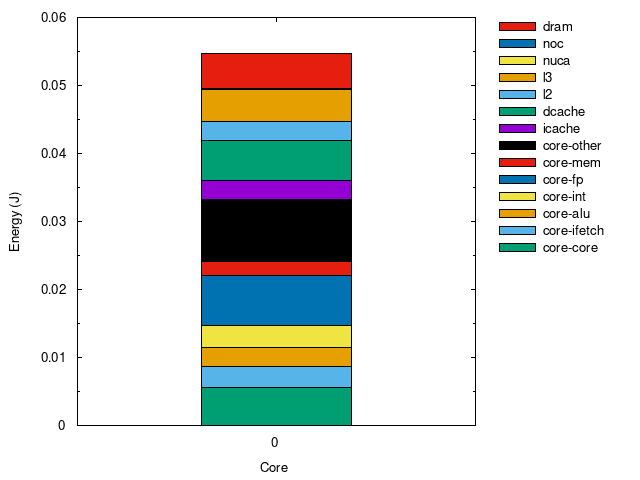 0.06
0.05
0.04
0.03
0.02
0.01
0
Energy (J)
0
Core
dram
noc
nuca
l3
l2
dcache
icache
core-other
core-mem
core-fp
core-int
core-alu
core-ifetch
core-core